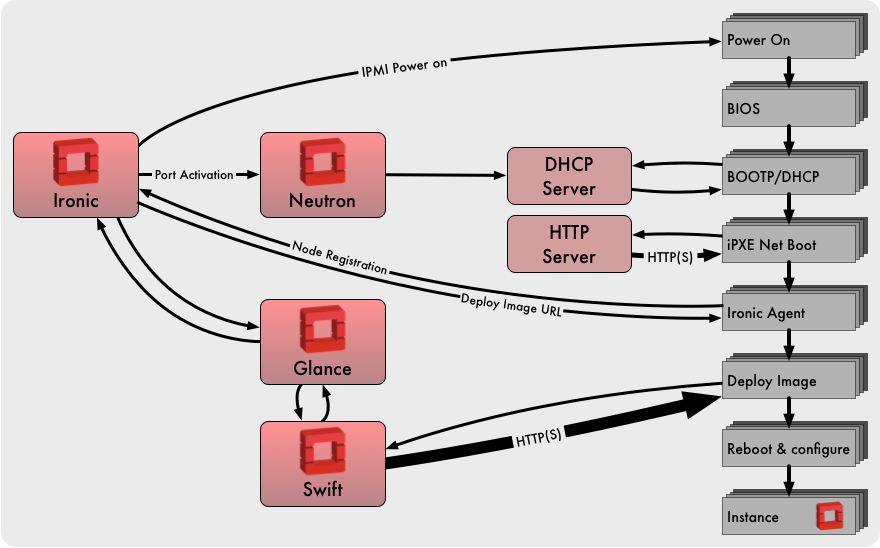 Power On
IPMI Power on
BIOS
Port Activation
Ironic
Neutron
DHCP
Server
BOOTP/DHCP
HTTP
Server
HTTP(S)
iPXE Net Boot
Node Registration
Deploy Image URL
Ironic Agent
Glance
Deploy Image
HTTP(S)
Reboot & configure
Swift
Instance